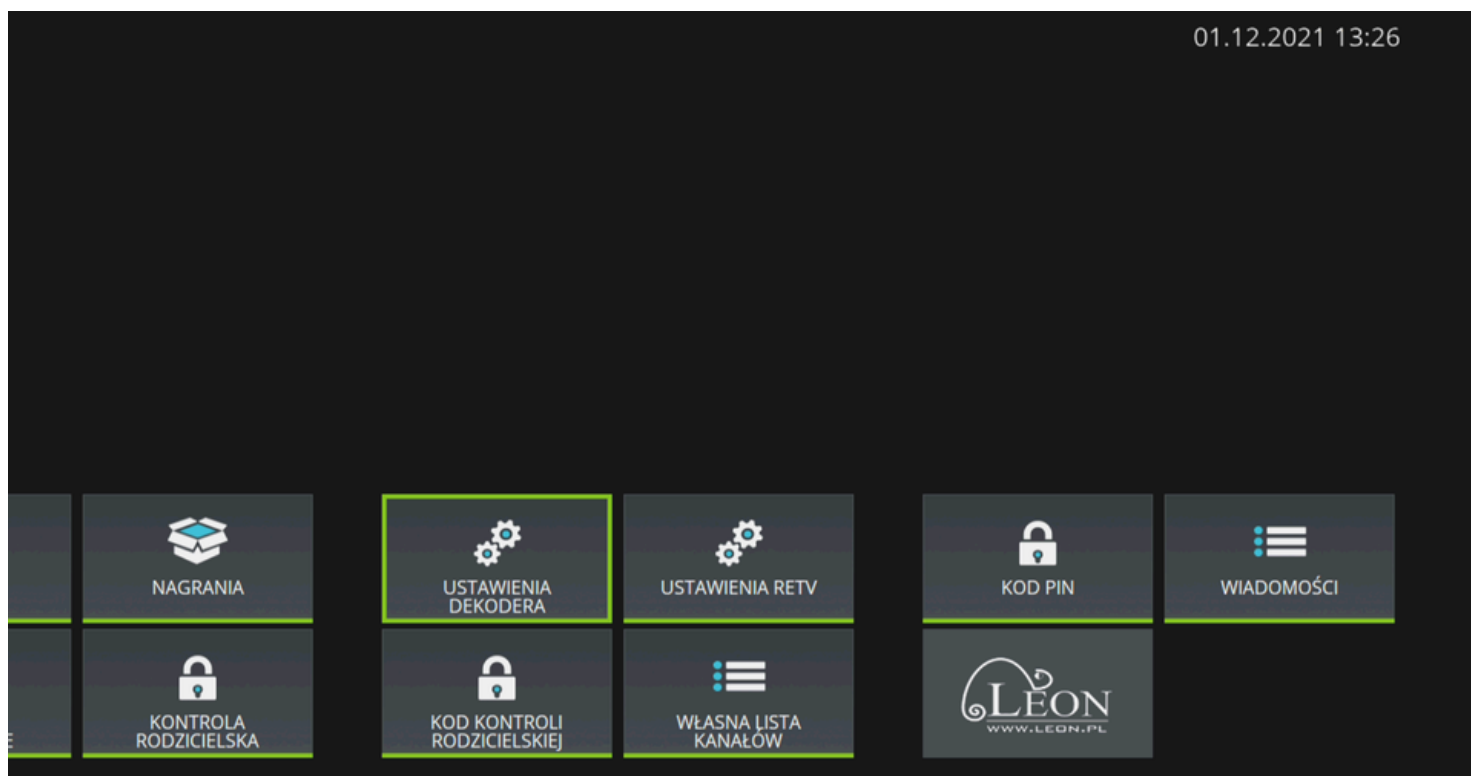 01.12.2021 13:26
NAGRANIA
USTAWIENIA
DEKODERA
USTAWIENIA RETV
KOD PIN
WIADOMOŚCI
E
KONTROLA
RODZICIELSKA
KOD KONTROLI
RODZICIELSKIEJ
WŁASNA LISTA
KANAŁÓW
LEON
WWW.LEON.PL